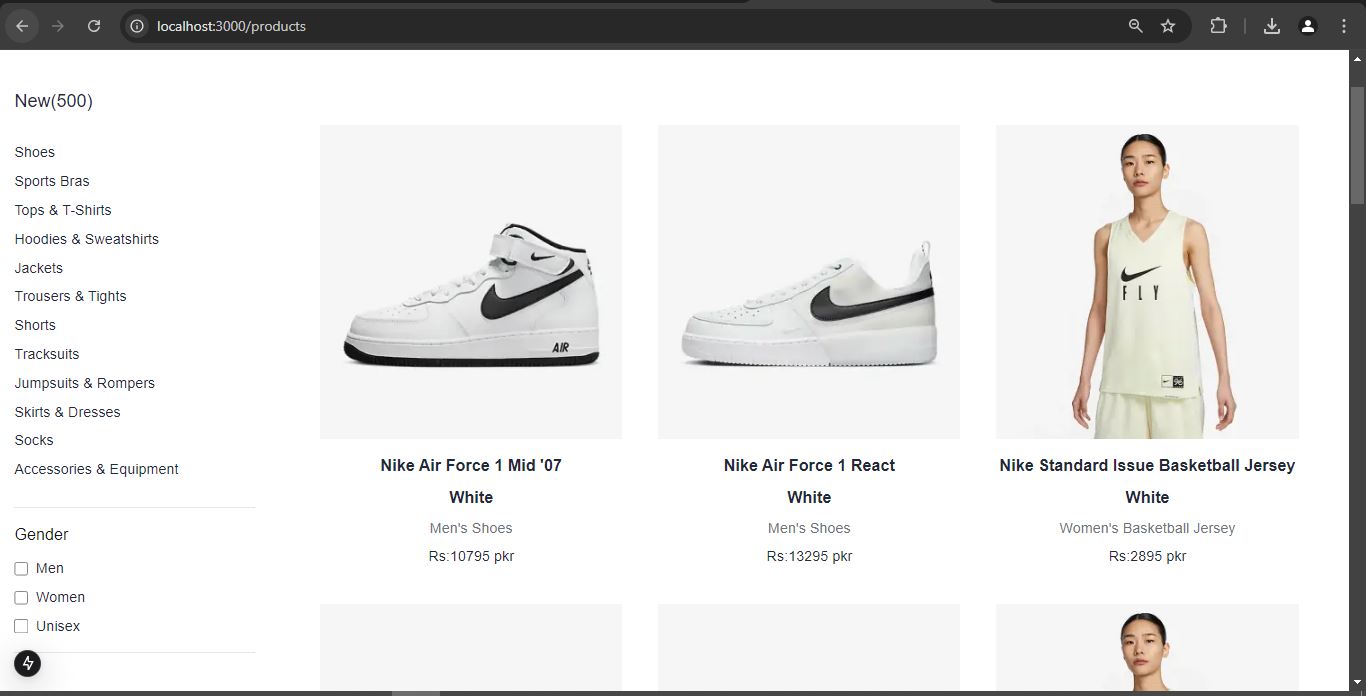 localhost:3000/products
New(500)
Shoes
Sports Bras
Tops & T-Shirts
Hoodies & Sweatshirts
Jackets
Trousers & Tights
Shorts
Tracksuits
Jumpsuits & Rompers
Skirts & Dresses
Socks
Accessories & Equipment
Gender
Men
Women
Unisex
AIR
Nike Air Force 1 Mid '07
White
Men's Shoes
Rs:10795 pkr
Nike Air Force 1 React
White
Men's Shoes
Rs:13295 pkr
FLY
Nike Standard Issue Basketball Jersey
White
Women's Basketball Jersey
Rs:2895 pkr